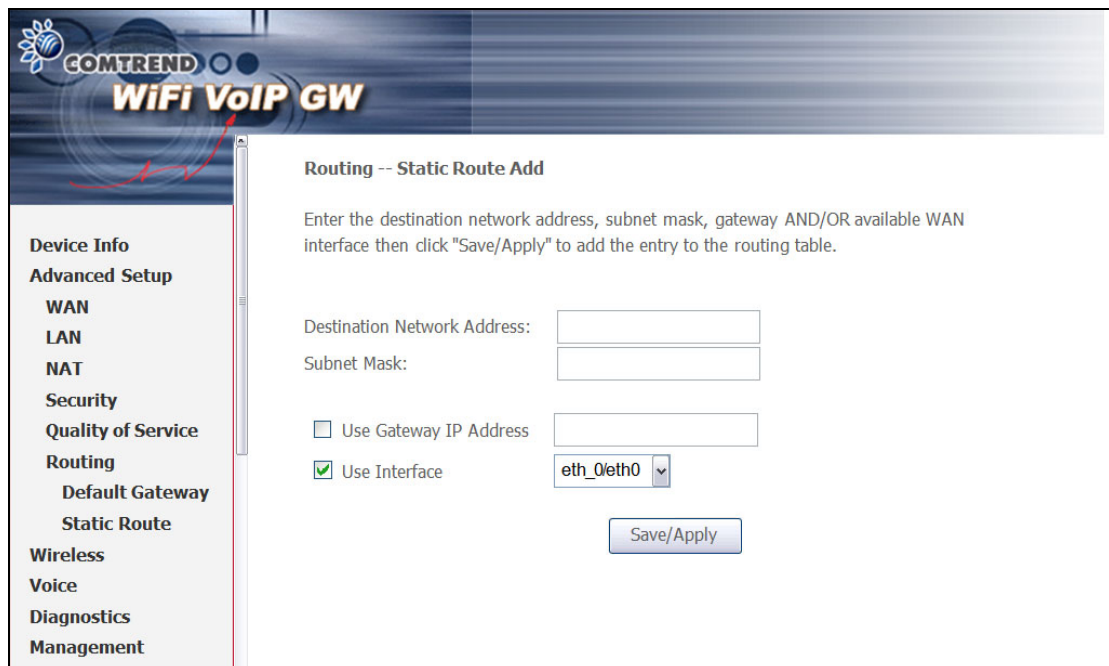 COMTREND
WiFi VoIP GW
Device Info
Advanced Setup
WAN
LAN
NAT
Security
Quality of Service
Routing
Default Gateway
Static Route
Wireless
Voice
Diagnostics
Management
Routing -- Static Route Add
Enter the destination network address, subnet mask, gateway AND/OR available WAN
interface then click "Save/Apply" to add the entry to the routing table.
Destination Network Address:
Subnet Mask:
Use Gateway IP Address
Use Interface eth_0/eth0
Save/Apply